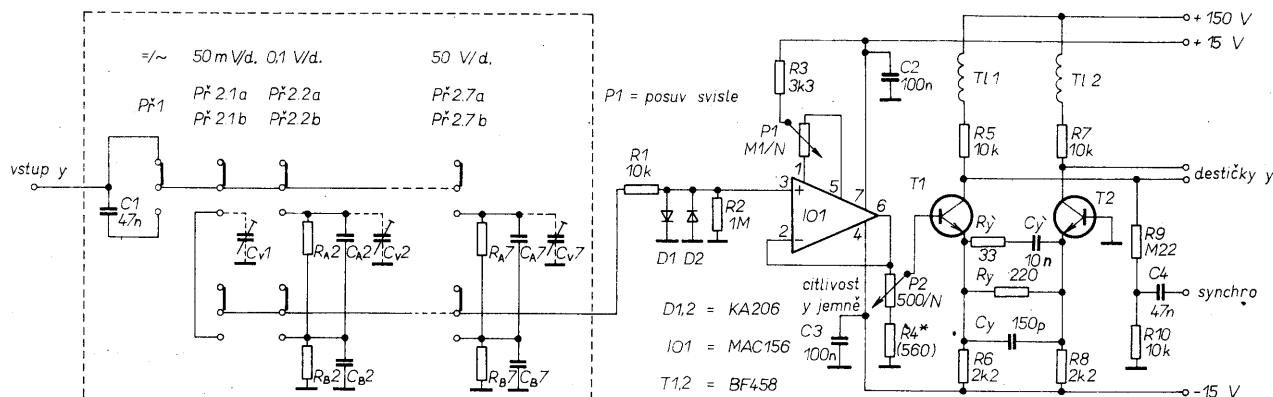 + 150 V
+ 15 V
=/~ 50 mV/d. 0,1 V/d. 50 V/d.
Př1
Př 2.1a Př 2.2a Př 2.7a
Př 2.1b Př 2.2b Př 2.7b
P1 = posuv svisle
R3
3k3
C2
100n
Tl 1
Tl 2
P1
M1/N
R5
10k
R7
10k
vstup y
C1
47n
R1
10k
D1 D2
R2
1M
3
+
2
–
1
5
7
4
6
IO1
T1
T2
destičky y
Rỳ
33
Cỳ
10n
Ry 220
Cy 150p
R9
M22
C4
47n
synchro
R10
10k
Cv1
RA2 CA2 Cv2
RA7 CA7 Cv7
RB2 CB2
RB7 CB7
citlivost
y jemně
P2
500/N
R4*
(560)
C3
100n
R6
2k2
R8
2k2
D1,2 = KA206
IO1 = MAC156
T1,2 = BF458
-15 V